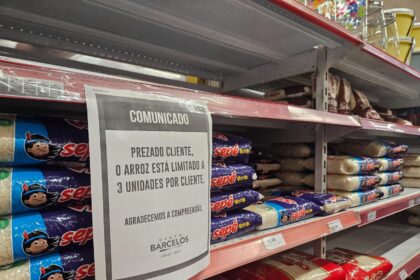 COMUNICADO
PREZADO CLIENTE,
O ARROZ ESTÁ LIMITADO A
3 UNIDADES POR CLIENTE.
AGRADECEMOS A COMPREENSÃO.
BARCELOS
sepé
sepé
sepé
sepé
sepé
sepé
sepé
sepé